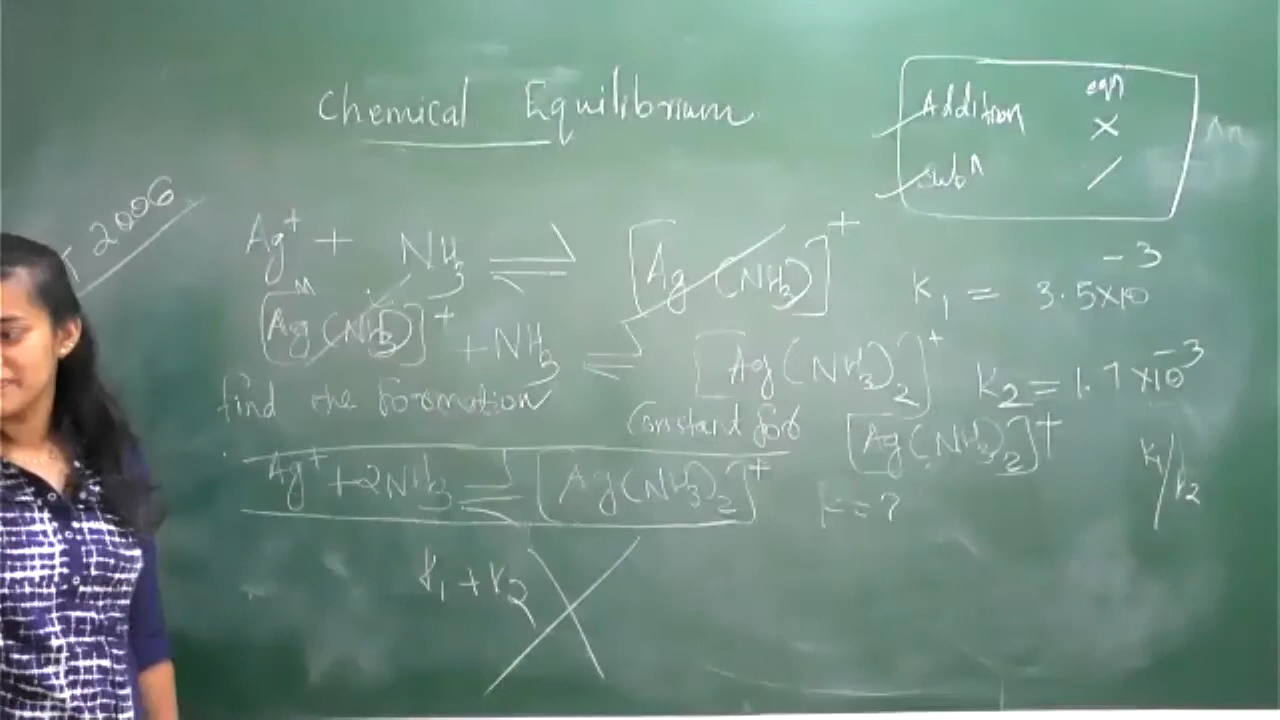 Chemical Equilibrium
eqn
Addition ×
Subⁿ /
2006
Ag⁺ + NH₃ ⇌ [Ag(NH₃)]⁺ K₁ = 3.5×10⁻³
[Ag(NH₃)]⁺ + NH₃ ⇌ [Ag(NH₃)₂]⁺ K₂ = 1.7×10⁻³
find the formation Constant for [Ag(NH₃)₂]⁺
Ag⁺ + 2NH₃ ⇌ [Ag(NH₃)₂]⁺ K = ?
K₁/K₂
K₁ + K₂